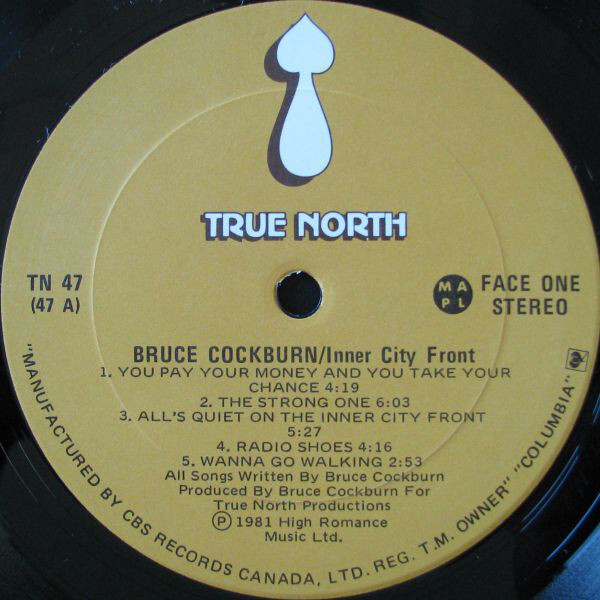 TRUE NORTH
TN 47
(47 A)
M A
P L
FACE ONE
STEREO
BRUCE COCKBURN/Inner City Front
1. YOU PAY YOUR MONEY AND YOU TAKE YOUR
CHANCE 4:19
2. THE STRONG ONE 6:03
3. ALL'S QUIET ON THE INNER CITY FRONT
5:27
4. RADIO SHOES 4:16
5. WANNA GO WALKING 2:53
All Songs Written By Bruce Cockburn
Produced By Bruce Cockburn For
True North Productions
Ⓟ 1981 High Romance
Music Ltd.
"MANUFACTURED BY CBS RECORDS CANADA, LTD. REG. T.M. OWNER" "COLUMBIA"